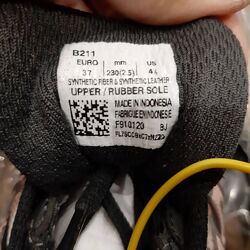 B211
EURO mm US
37 230(2.5) 4½
SYNTHETIC FIBER & SYNTHETIC LEATHER
UPPER / RUBBER SOLE
MADE IN INDONESIA
FABRIQUE EN INDONESIE
F910120 BJ